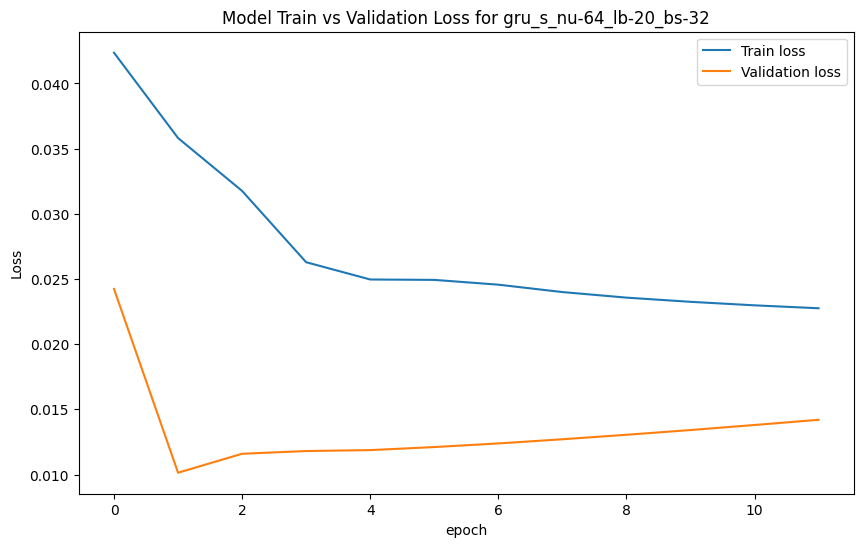 Model Train vs Validation Loss for gru_s_nu-64_lb-20_bs-32
Train loss
Validation loss
0.040
0.035
0.030
0.025
0.020
0.015
0.010
Loss
0 2 4 6 8 10
epoch